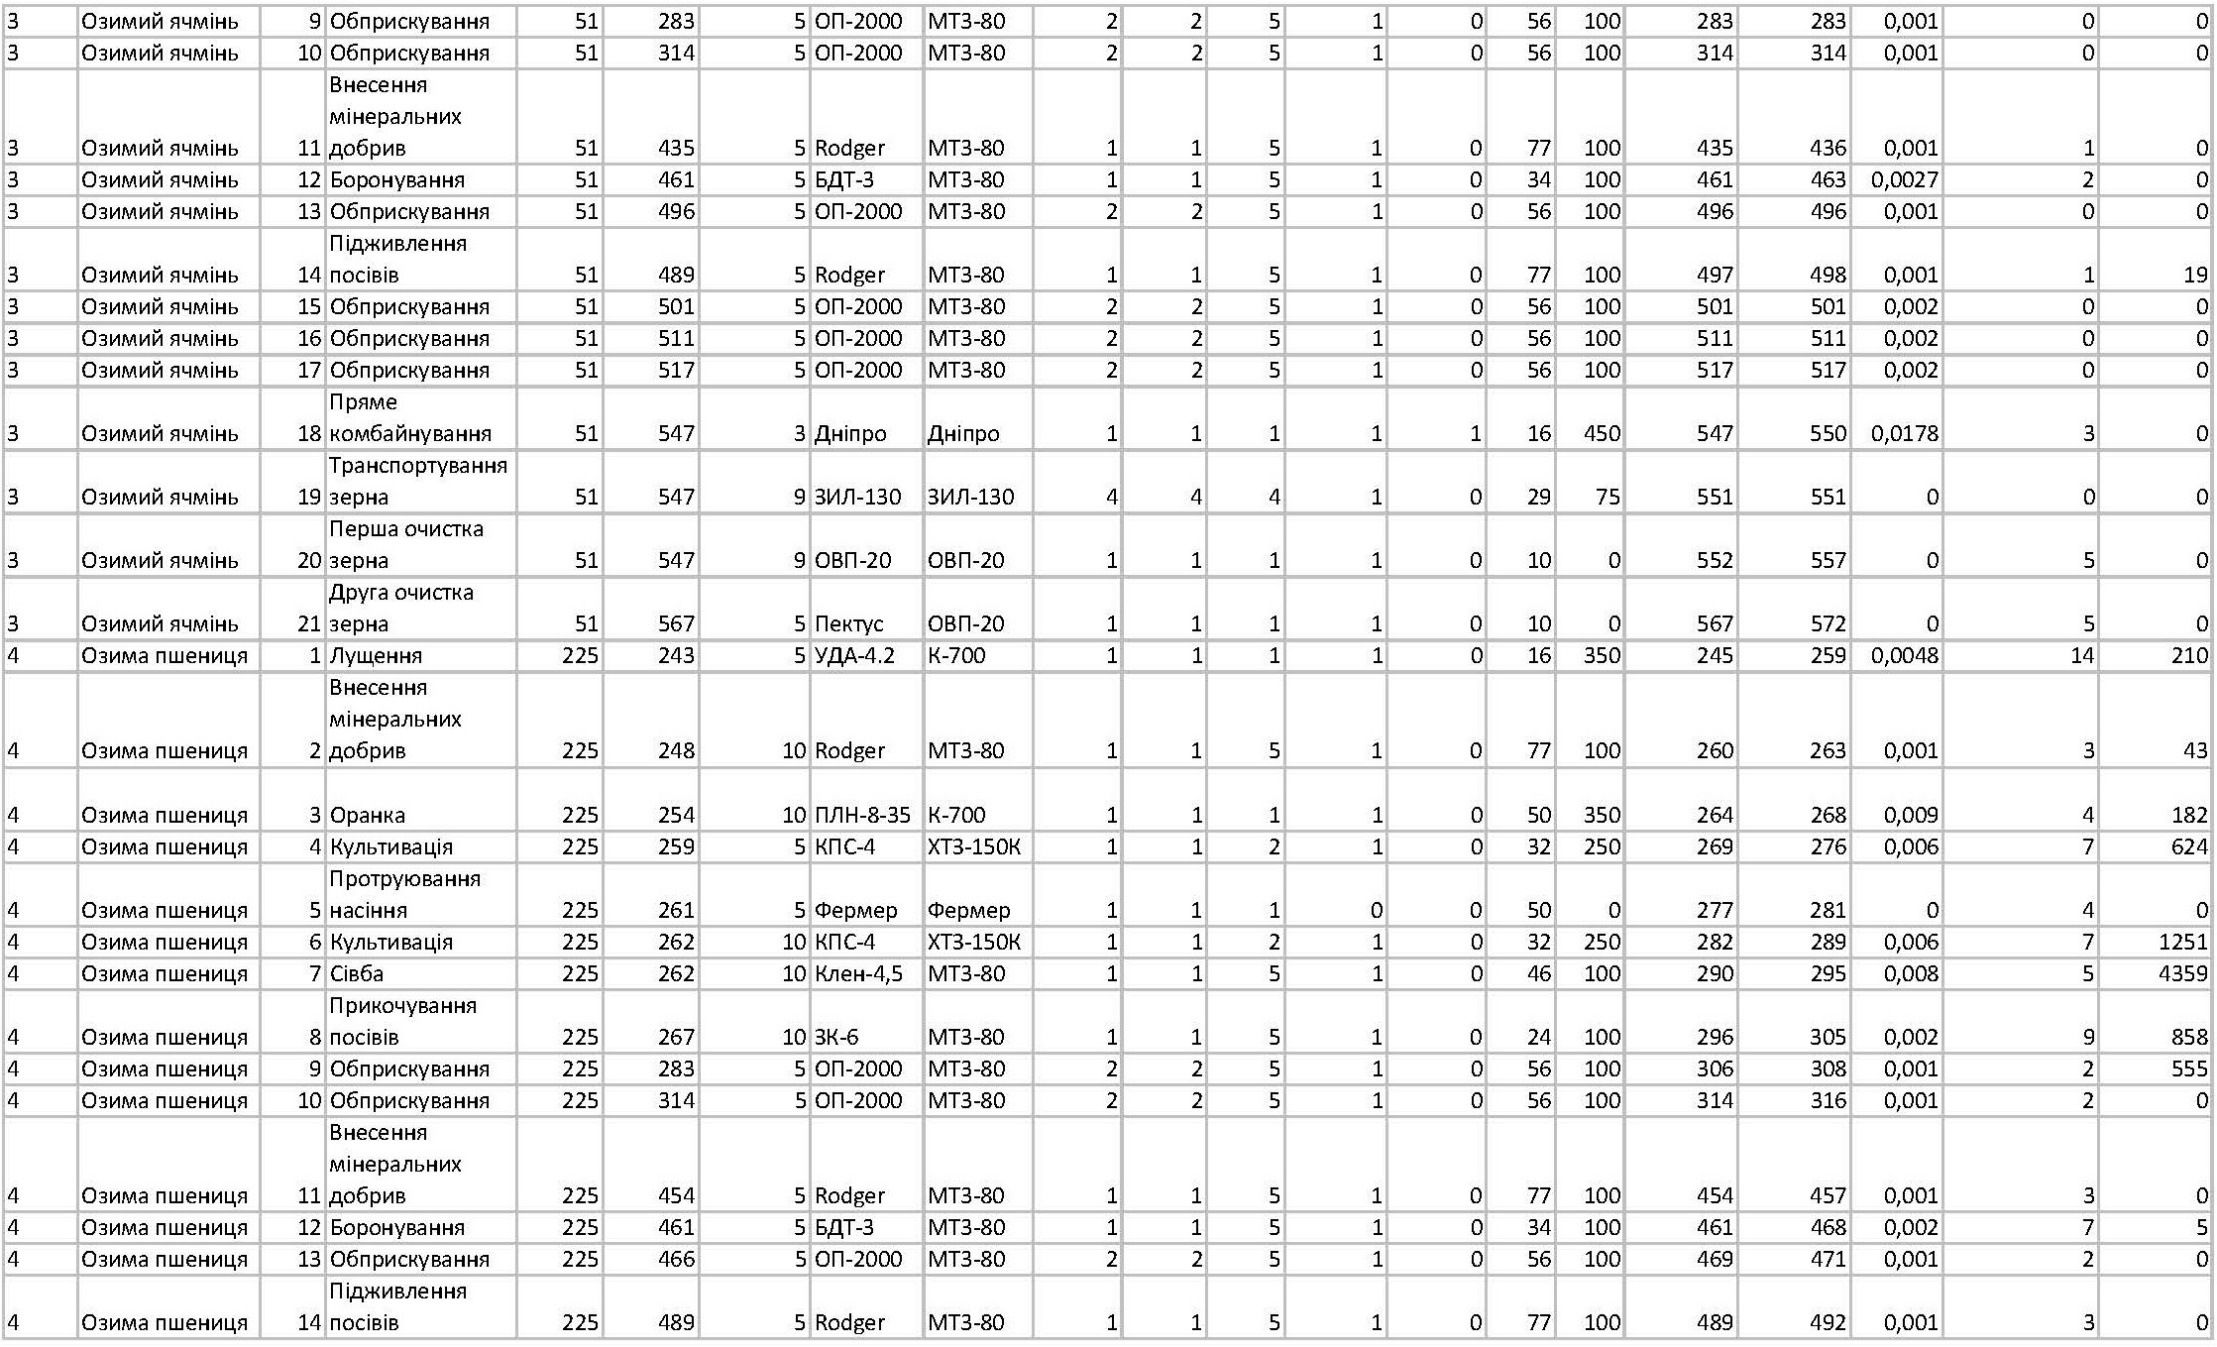 3 Озимий ячмінь 9 Обприскування 51 283 5 ОП-2000 МТЗ-80 2 2 5 1 0 56 100 283 283 0,001 0 0
3 Озимий ячмінь 10 Обприскування 51 314 5 ОП-2000 МТЗ-80 2 2 5 1 0 56 100 314 314 0,001 0 0
Внесення
мінеральних
3 Озимий ячмінь 11 добрив 51 435 5 Rodger МТЗ-80 1 1 5 1 0 77 100 435 436 0,001 1 0
3 Озимий ячмінь 12 Боронування 51 461 5 БДТ-3 МТЗ-80 1 1 5 1 0 34 100 461 463 0,0027 2 0
3 Озимий ячмінь 13 Обприскування 51 496 5 ОП-2000 МТЗ-80 2 2 5 1 0 56 100 496 496 0,001 0 0
Підживлення
3 Озимий ячмінь 14 посівів 51 489 5 Rodger МТЗ-80 1 1 5 1 0 77 100 497 498 0,001 1 19
3 Озимий ячмінь 15 Обприскування 51 501 5 ОП-2000 МТЗ-80 2 2 5 1 0 56 100 501 501 0,002 0 0
3 Озимий ячмінь 16 Обприскування 51 511 5 ОП-2000 МТЗ-80 2 2 5 1 0 56 100 511 511 0,002 0 0
3 Озимий ячмінь 17 Обприскування 51 517 5 ОП-2000 МТЗ-80 2 2 5 1 0 56 100 517 517 0,002 0 0
Пряме
3 Озимий ячмінь 18 комбайнування 51 547 3 Дніпро Дніпро 1 1 1 1 1 16 450 547 550 0,0178 3 0
Транспортування
3 Озимий ячмінь 19 зерна 51 547 9 ЗИЛ-130 ЗИЛ-130 4 4 4 1 0 29 75 551 551 0 0 0
Перша очистка
3 Озимий ячмінь 20 зерна 51 547 9 ОВП-20 ОВП-20 1 1 1 1 0 10 0 552 557 0 5 0
Друга очистка
3 Озимий ячмінь 21 зерна 51 567 5 Пектус ОВП-20 1 1 1 1 0 10 0 567 572 0 5 0
4 Озима пшениця 1 Лущення 225 243 5 УДА-4.2 К-700 1 1 1 1 0 16 350 245 259 0,0048 14 210
Внесення
мінеральних
4 Озима пшениця 2 добрив 225 248 10 Rodger МТЗ-80 1 1 5 1 0 77 100 260 263 0,001 3 43
4 Озима пшениця 3 Оранка 225 254 10 ПЛН-8-35 К-700 1 1 1 1 0 50 350 264 268 0,009 4 182
4 Озима пшениця 4 Культивація 225 259 5 КПС-4 ХТЗ-150К 1 1 2 1 0 32 250 269 276 0,006 7 624
Протруювання
4 Озима пшениця 5 насіння 225 261 5 Фермер Фермер 1 1 1 0 0 50 0 277 281 0 4 0
4 Озима пшениця 6 Культивація 225 262 10 КПС-4 ХТЗ-150К 1 1 2 1 0 32 250 282 289 0,006 7 1251
4 Озима пшениця 7 Сівба 225 262 10 Клен-4,5 МТЗ-80 1 1 5 1 0 46 100 290 295 0,008 5 4359
Прикочування
4 Озима пшениця 8 посівів 225 267 10 ЗК-6 МТЗ-80 1 1 5 1 0 24 100 296 305 0,002 9 858
4 Озима пшениця 9 Обприскування 225 283 5 ОП-2000 МТЗ-80 2 2 5 1 0 56 100 306 308 0,001 2 555
4 Озима пшениця 10 Обприскування 225 314 5 ОП-2000 МТЗ-80 2 2 5 1 0 56 100 314 316 0,001 2 0
Внесення
мінеральних
4 Озима пшениця 11 добрив 225 454 5 Rodger МТЗ-80 1 1 5 1 0 77 100 454 457 0,001 3 0
4 Озима пшениця 12 Боронування 225 461 5 БДТ-3 МТЗ-80 1 1 5 1 0 34 100 461 468 0,002 7 5
4 Озима пшениця 13 Обприскування 225 466 5 ОП-2000 МТЗ-80 2 2 5 1 0 56 100 469 471 0,001 2 0
Підживлення
4 Озима пшениця 14 посівів 225 489 5 Rodger МТЗ-80 1 1 5 1 0 77 100 489 492 0,001 3 0